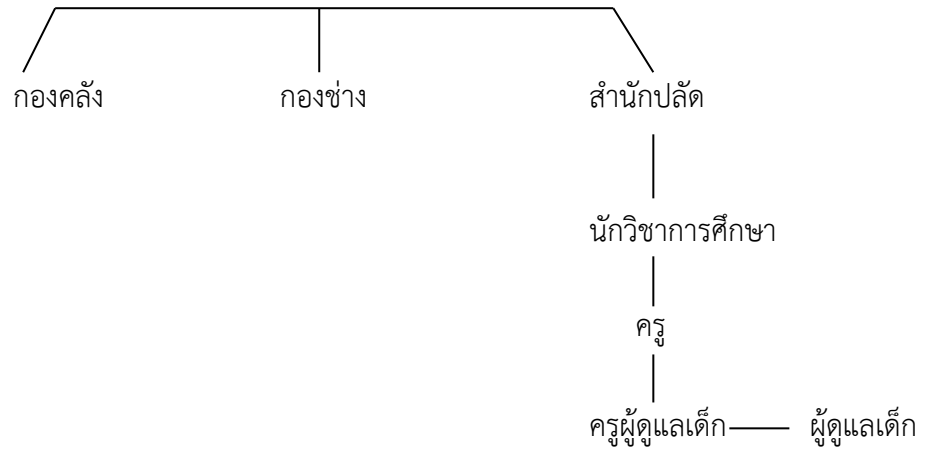 กองคลัง กองช่าง สำนักปลัด
นักวิชาการศึกษา
ครู
ครูผู้ดูแลเด็ก ผู้ดูแลเด็ก